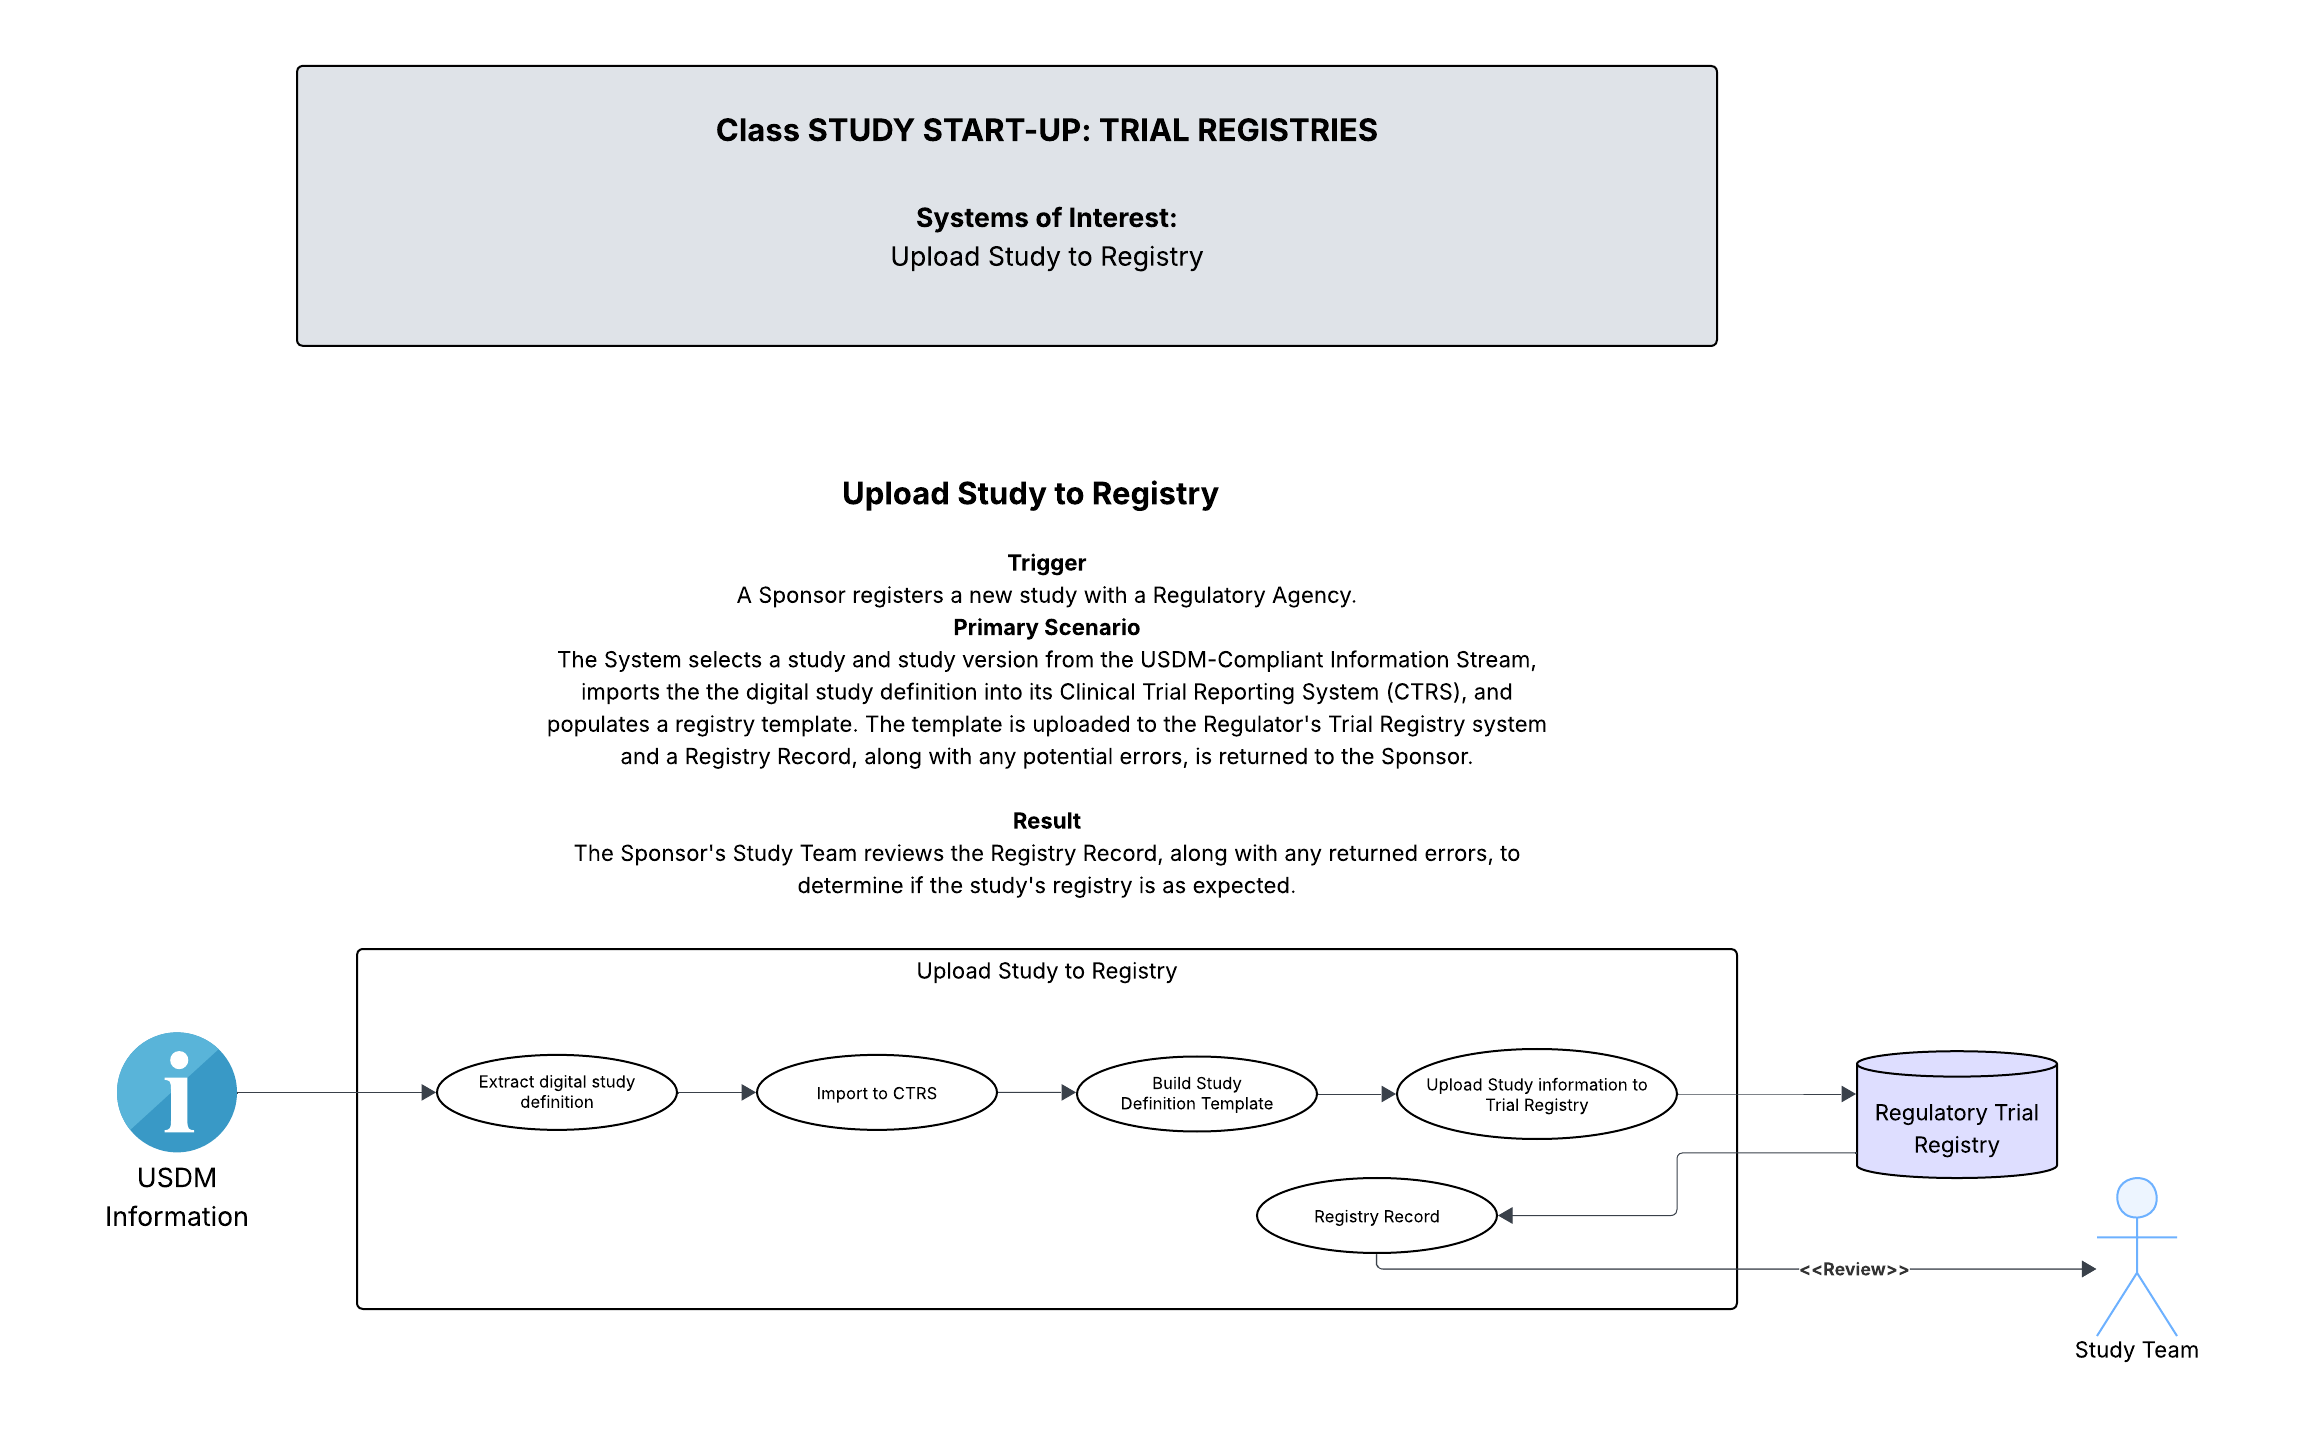 Class STUDY START-UP: TRIAL REGISTRIES
Systems of Interest:
Upload Study to Registry
Upload Study to Registry
Trigger
A Sponsor registers a new study with a Regulatory Agency.
Primary Scenario
The System selects a study and study version from the USDM-Compliant Information Stream,
imports the the digital study definition into its Clinical Trial Reporting System (CTRS), and
populates a registry template. The template is uploaded to the Regulator's Trial Registry system
and a Registry Record, along with any potential errors, is returned to the Sponsor.
Result
The Sponsor's Study Team reviews the Registry Record, along with any returned errors, to
determine if the study's registry is as expected.
Upload Study to Registry
USDM
Information
Extract digital study
definition
Import to CTRS
Build Study
Definition Template
Upload Study information to
Trial Registry
Regulatory Trial
Registry
Registry Record
<<Review>>
Study Team